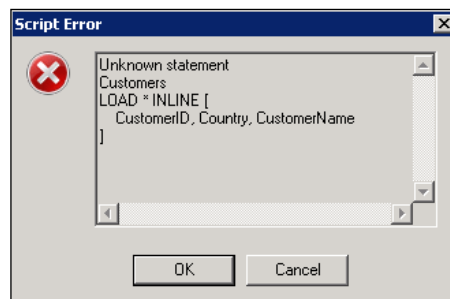 Script Error
Unknown statement
Customers
LOAD * INLINE [
    CustomerID, Country, CustomerName
]
OK
Cancel